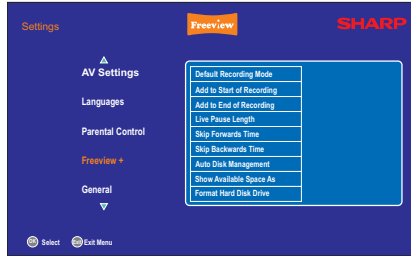 Settings
Freeview
SHARP
AV Settings
Languages
Parental Control
Freeview +
General
Default Recording Mode
Add to Start of Recording
Add to End of Recording
Live Pause Length
Skip Forwards Time
Skip Backwards Time
Auto Disk Management
Show Available Space As
Format Hard Disk Drive
OK Select Exit Exit Menu